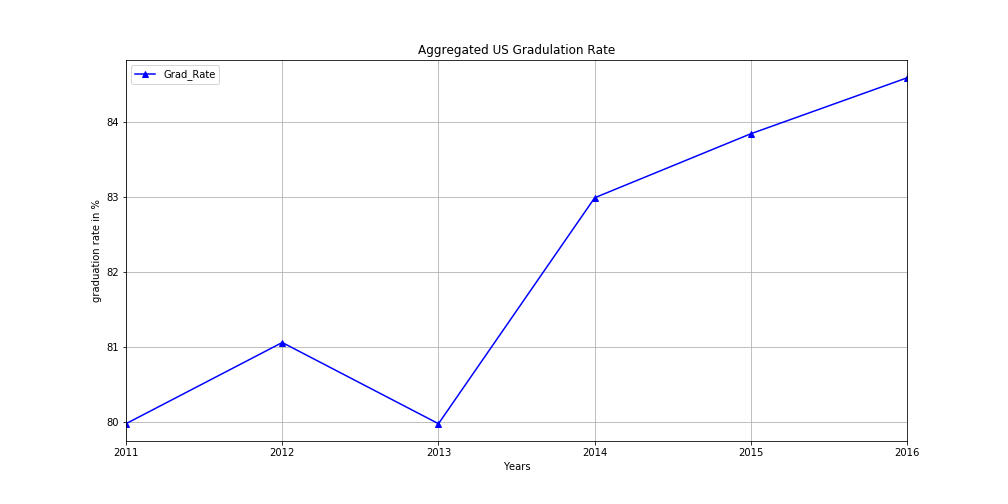 Aggregated US Gradulation Rate
Grad_Rate
graduation rate in %
84
83
82
81
80
2011 2012 2013 2014 2015 2016
Years